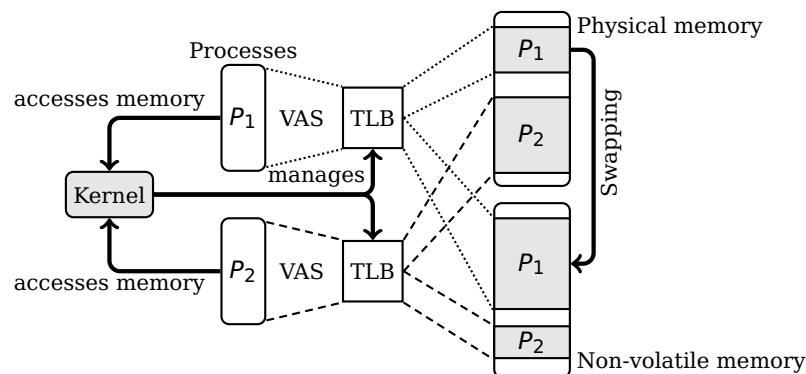 Physical memory
Processes
P1
accesses memory
P1
VAS
TLB
P2
manages
Swapping
Kernel
P1
P2
VAS
TLB
accesses memory
P2
Non-volatile memory